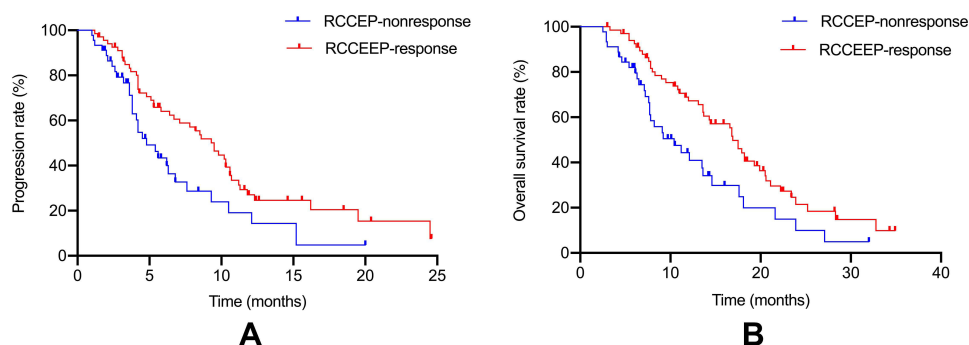 RCCEP-nonresponse
RCCEEP-response
Progression rate (%)
100
80
60
40
20
0
0 5 10 15 20 25
Time (months)
A
RCCEP-nonresponse
RCCEEP-response
Overall survival rate (%)
100
80
60
40
20
0
0 10 20 30 40
Time (months)
B